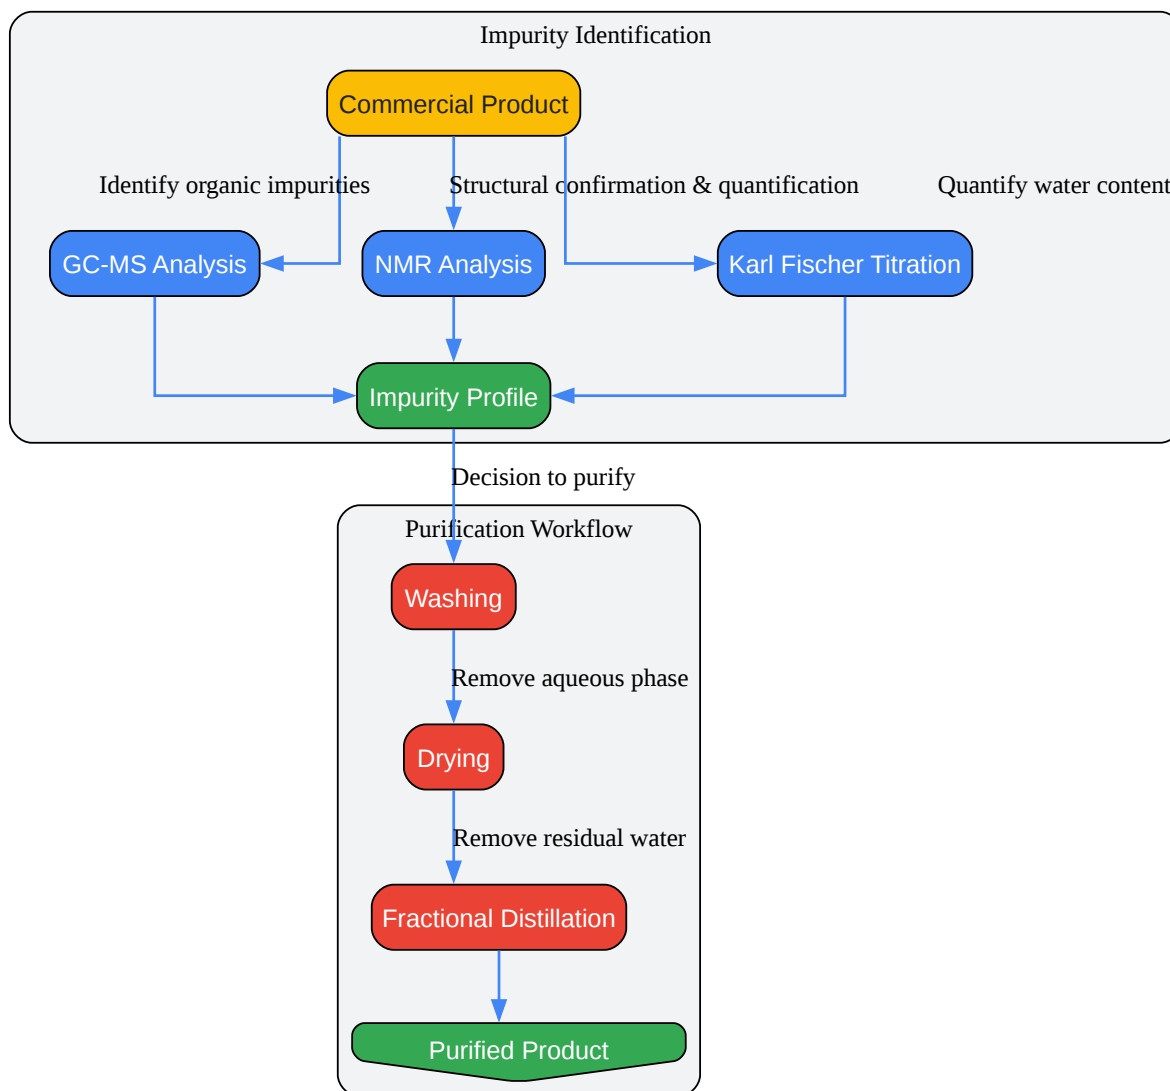 Impurity Identification
Commercial Product
Identify organic impurities
Structural confirmation & quantification
Quantify water content
GC-MS Analysis
NMR Analysis
Karl Fischer Titration
Impurity Profile
Decision to purify
Purification Workflow
Washing
Remove aqueous phase
Drying
Remove residual water
Fractional Distillation
Purified Product